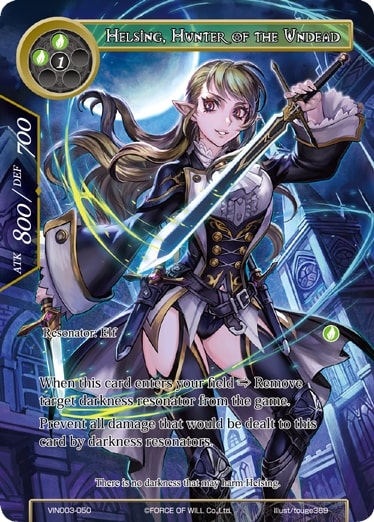 Helsing, Hunter of the Undead
1
ATK 800 / DEF 700
Resonator: Elf
When this card enters your field ⇒ Remove
target darkness resonator from the game.
Prevent all damage that would be dealt to this
card by darkness resonators.
There is no darkness that may harm Helsing.
VIN003-050 ©FORCE OF WILL Co.,Ltd. illust/touge369